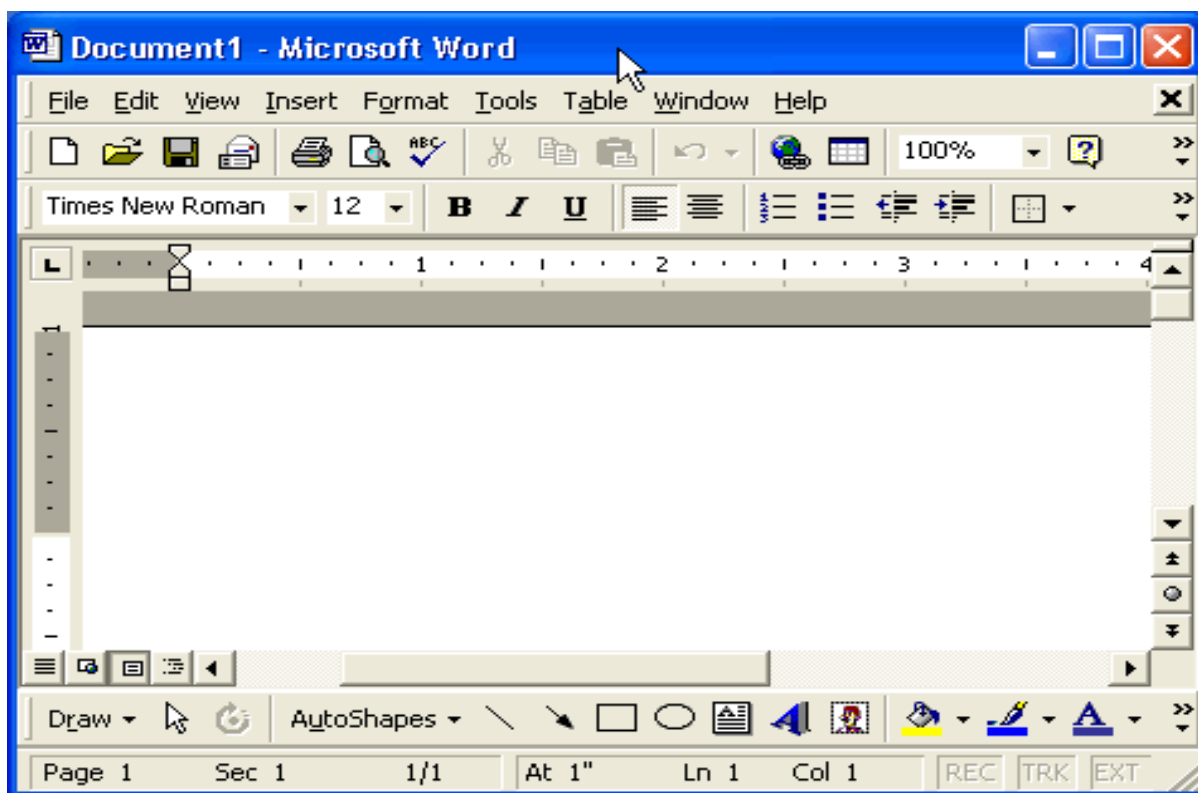 Document1 - Microsoft Word
File Edit View Insert Format Tools Table Window Help
ABC 100%
Times New Roman 12 B I U
L 1 2 3 4
1
Draw AutoShapes A A
Page 1 Sec 1 1/1 At 1" Ln 1 Col 1 REC TRK EXT